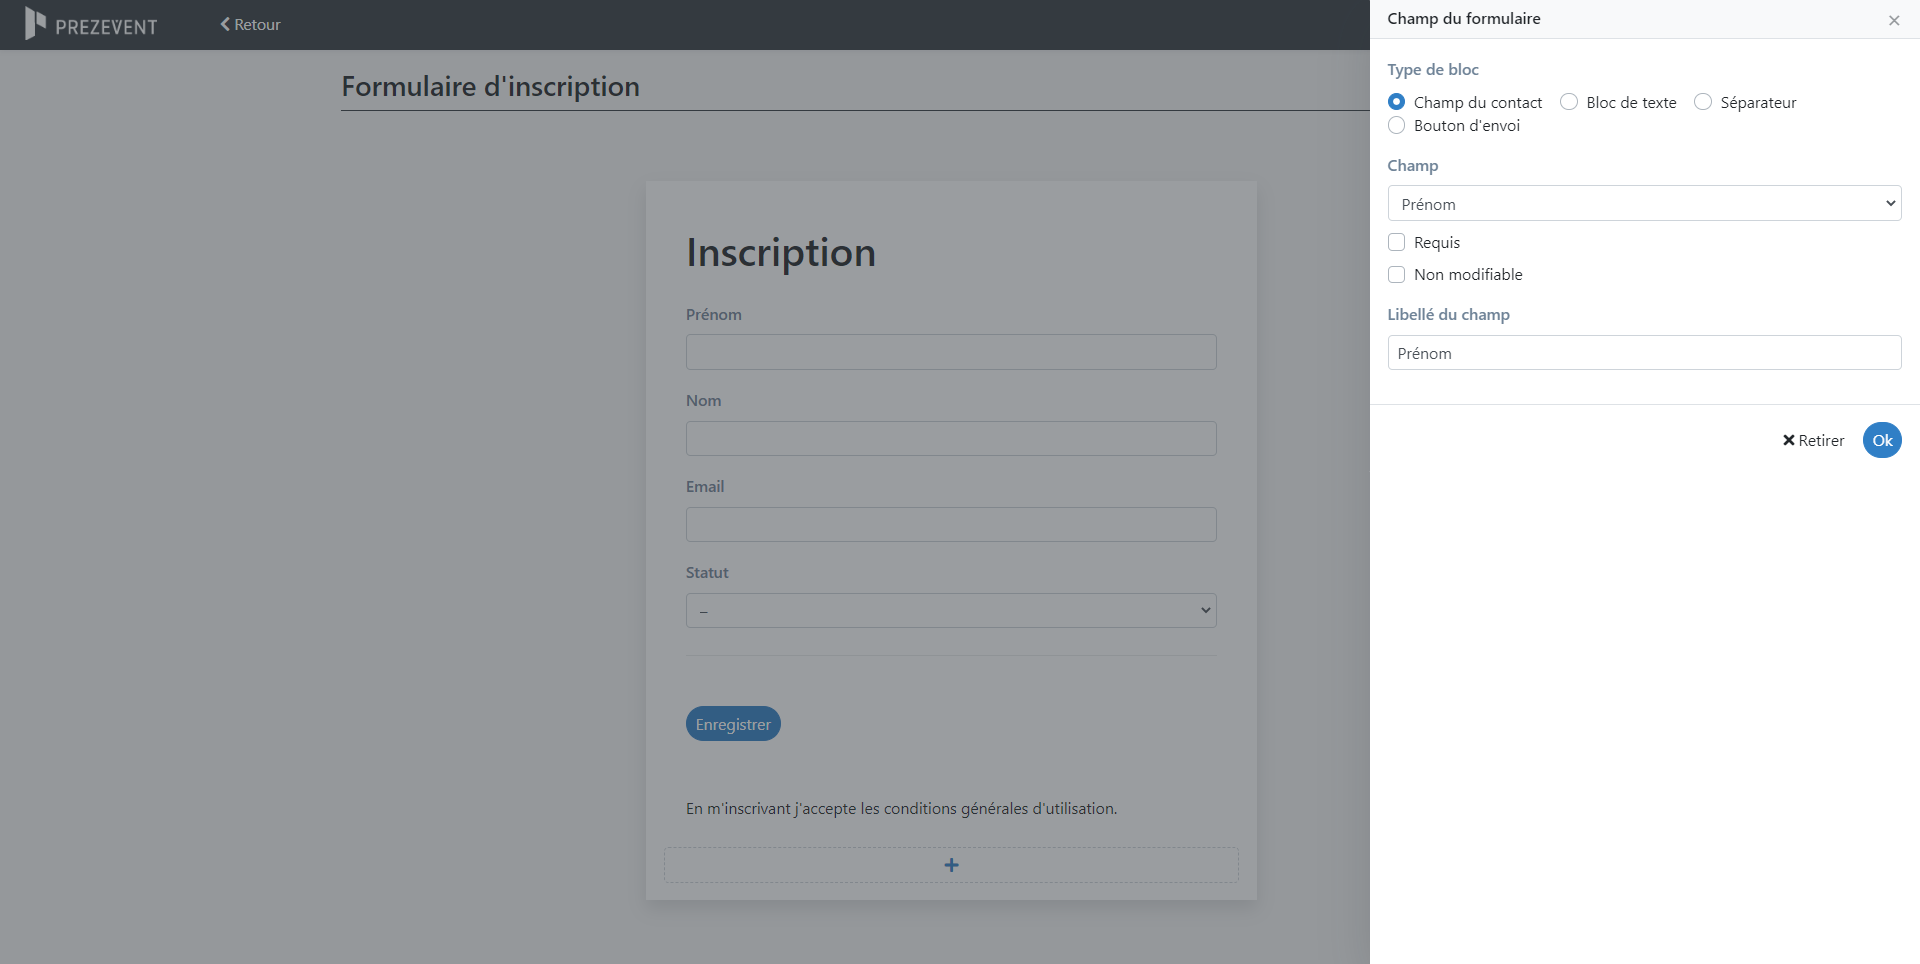 PREZEVENT
Retour
Formulaire d'inscription
Inscription
Prénom
Nom
Email
Statut
–
Enregistrer
En m'inscrivant j'accepte les conditions générales d'utilisation.
+
Champ du formulaire
×
Type de bloc
Champ du contact Bloc de texte Séparateur
Bouton d'envoi
Champ
Prénom
Requis
Non modifiable
Libellé du champ
Prénom
Retirer Ok